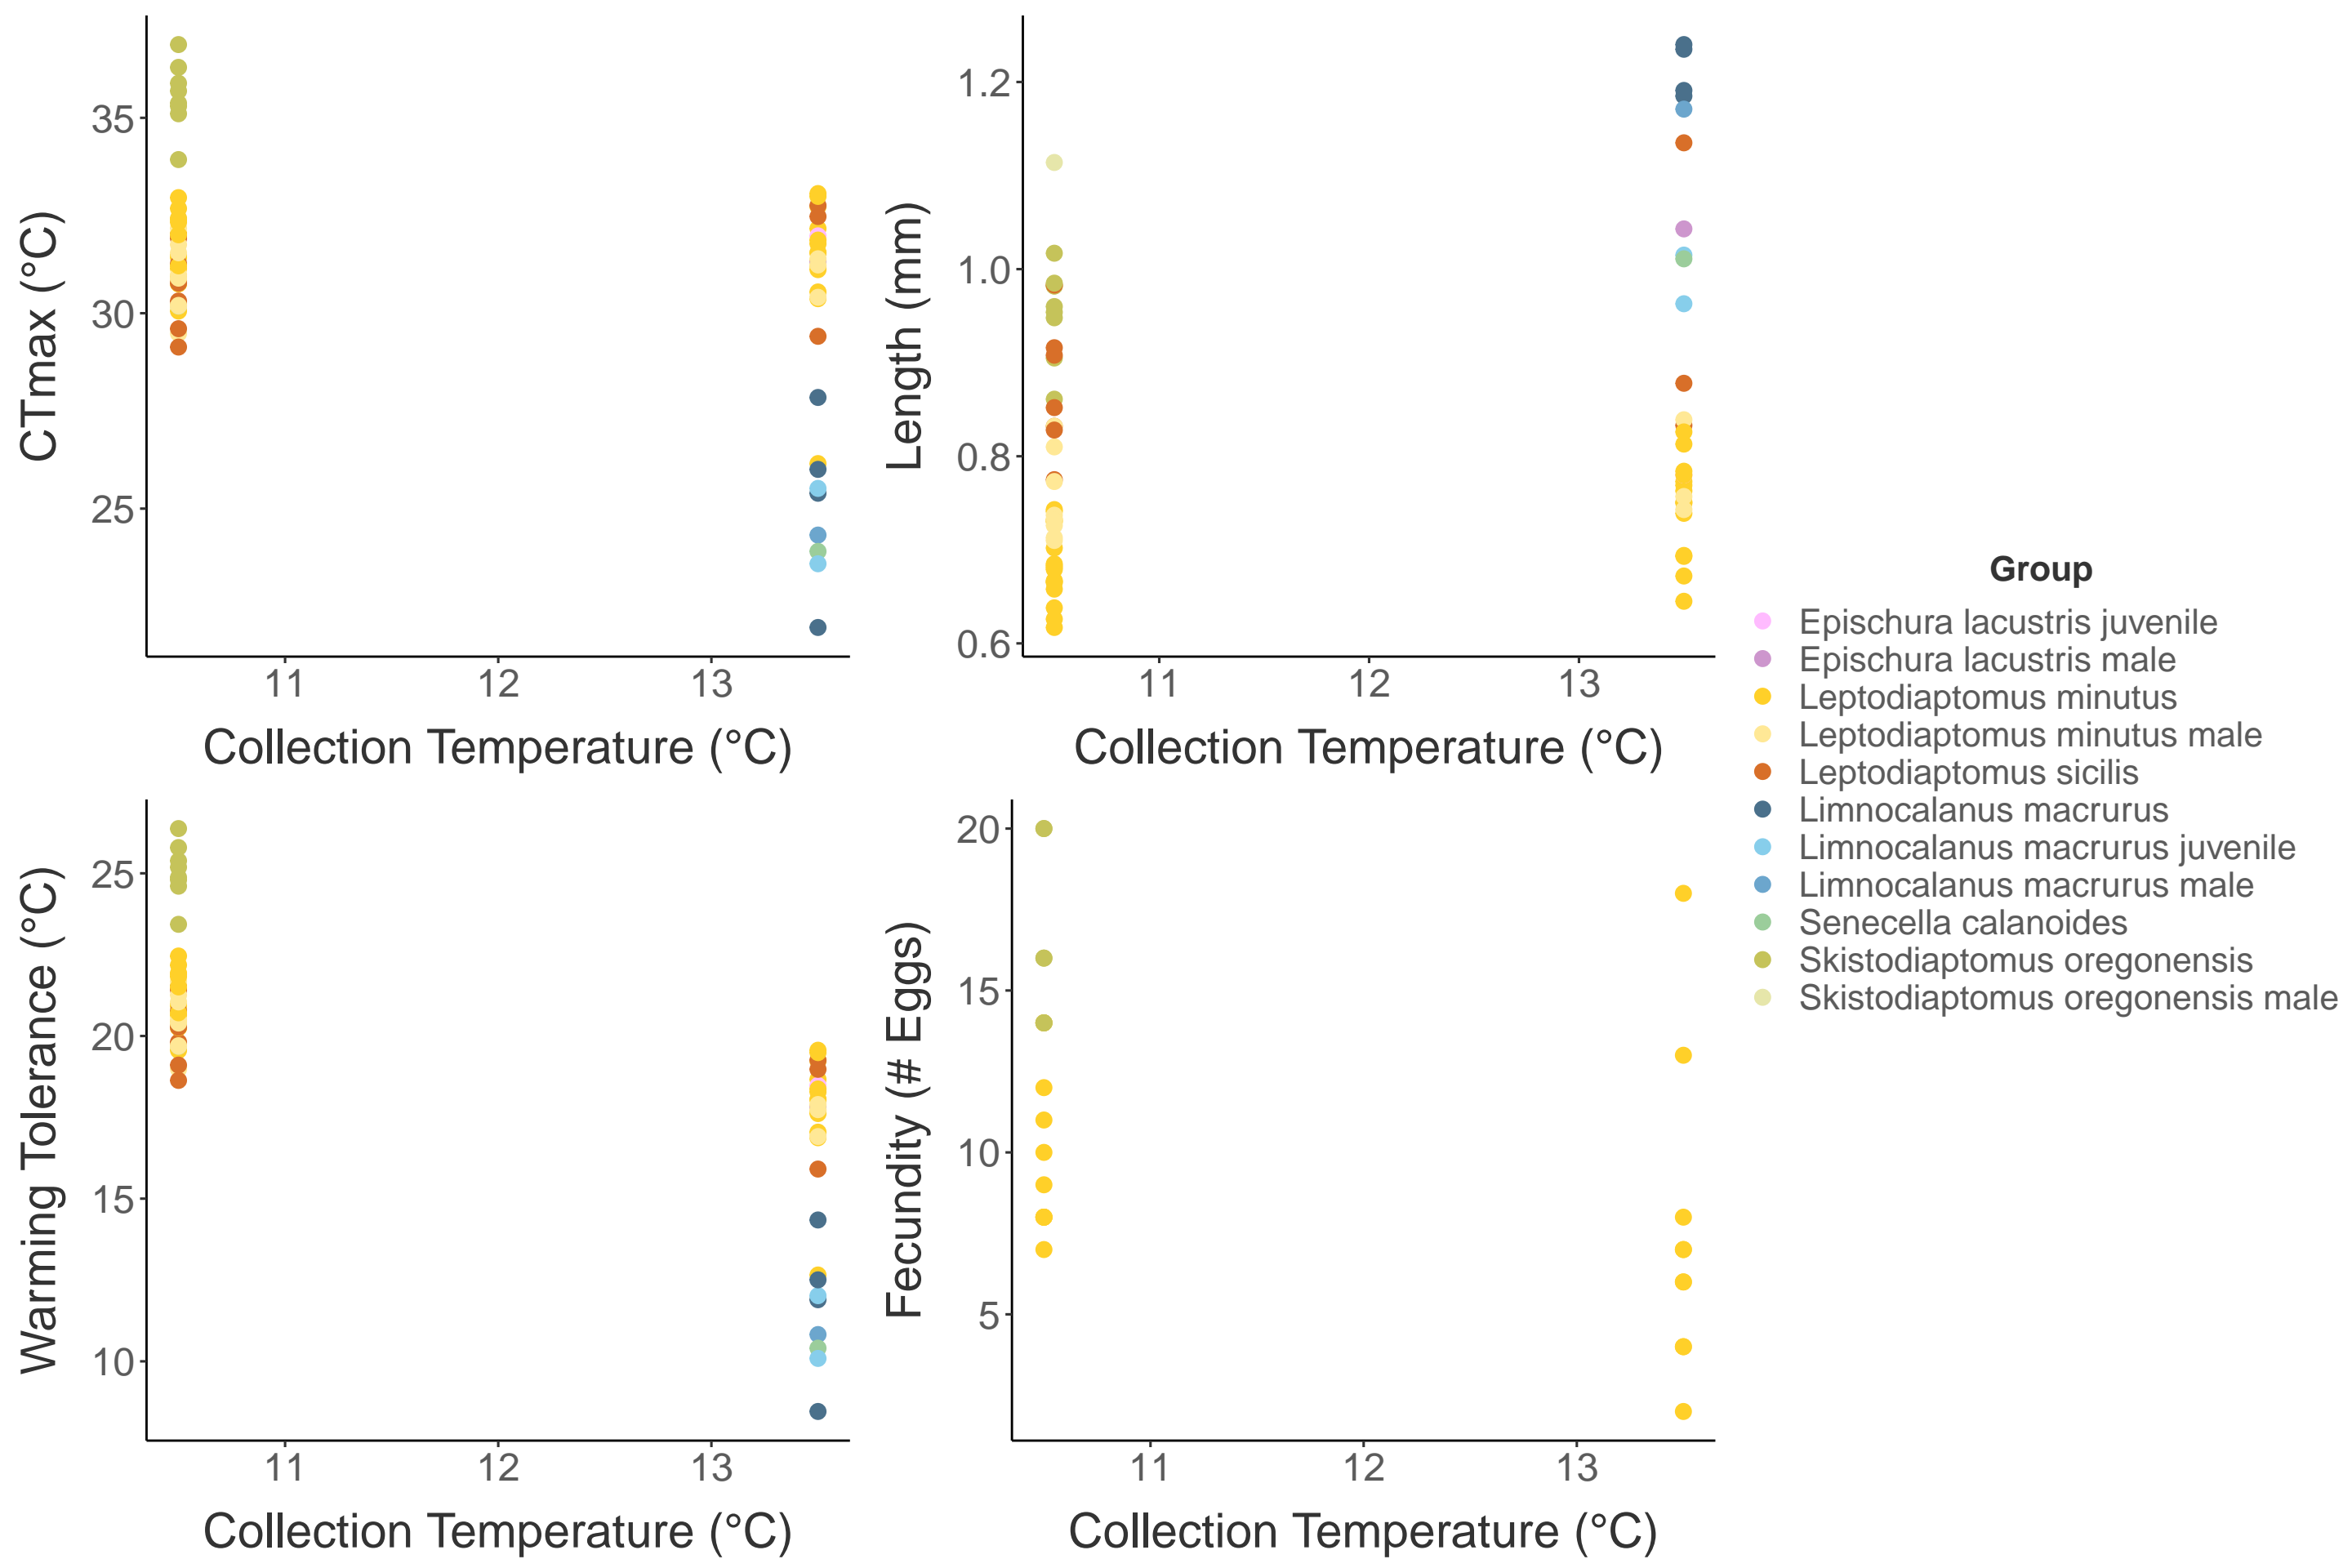 CTmax (°C)
35
30
25
11 12 13
Collection Temperature (°C)
Length (mm)
1.2
1.0
0.8
0.6
11 12 13
Collection Temperature (°C)
Warming Tolerance (°C)
25
20
15
10
11 12 13
Collection Temperature (°C)
Fecundity (# Eggs)
20
15
10
5
11 12 13
Collection Temperature (°C)
Group
Epischura lacustris juvenile
Epischura lacustris male
Leptodiaptomus minutus
Leptodiaptomus minutus male
Leptodiaptomus sicilis
Limnocalanus macrurus
Limnocalanus macrurus juvenile
Limnocalanus macrurus male
Senecella calanoides
Skistodiaptomus oregonensis
Skistodiaptomus oregonensis male